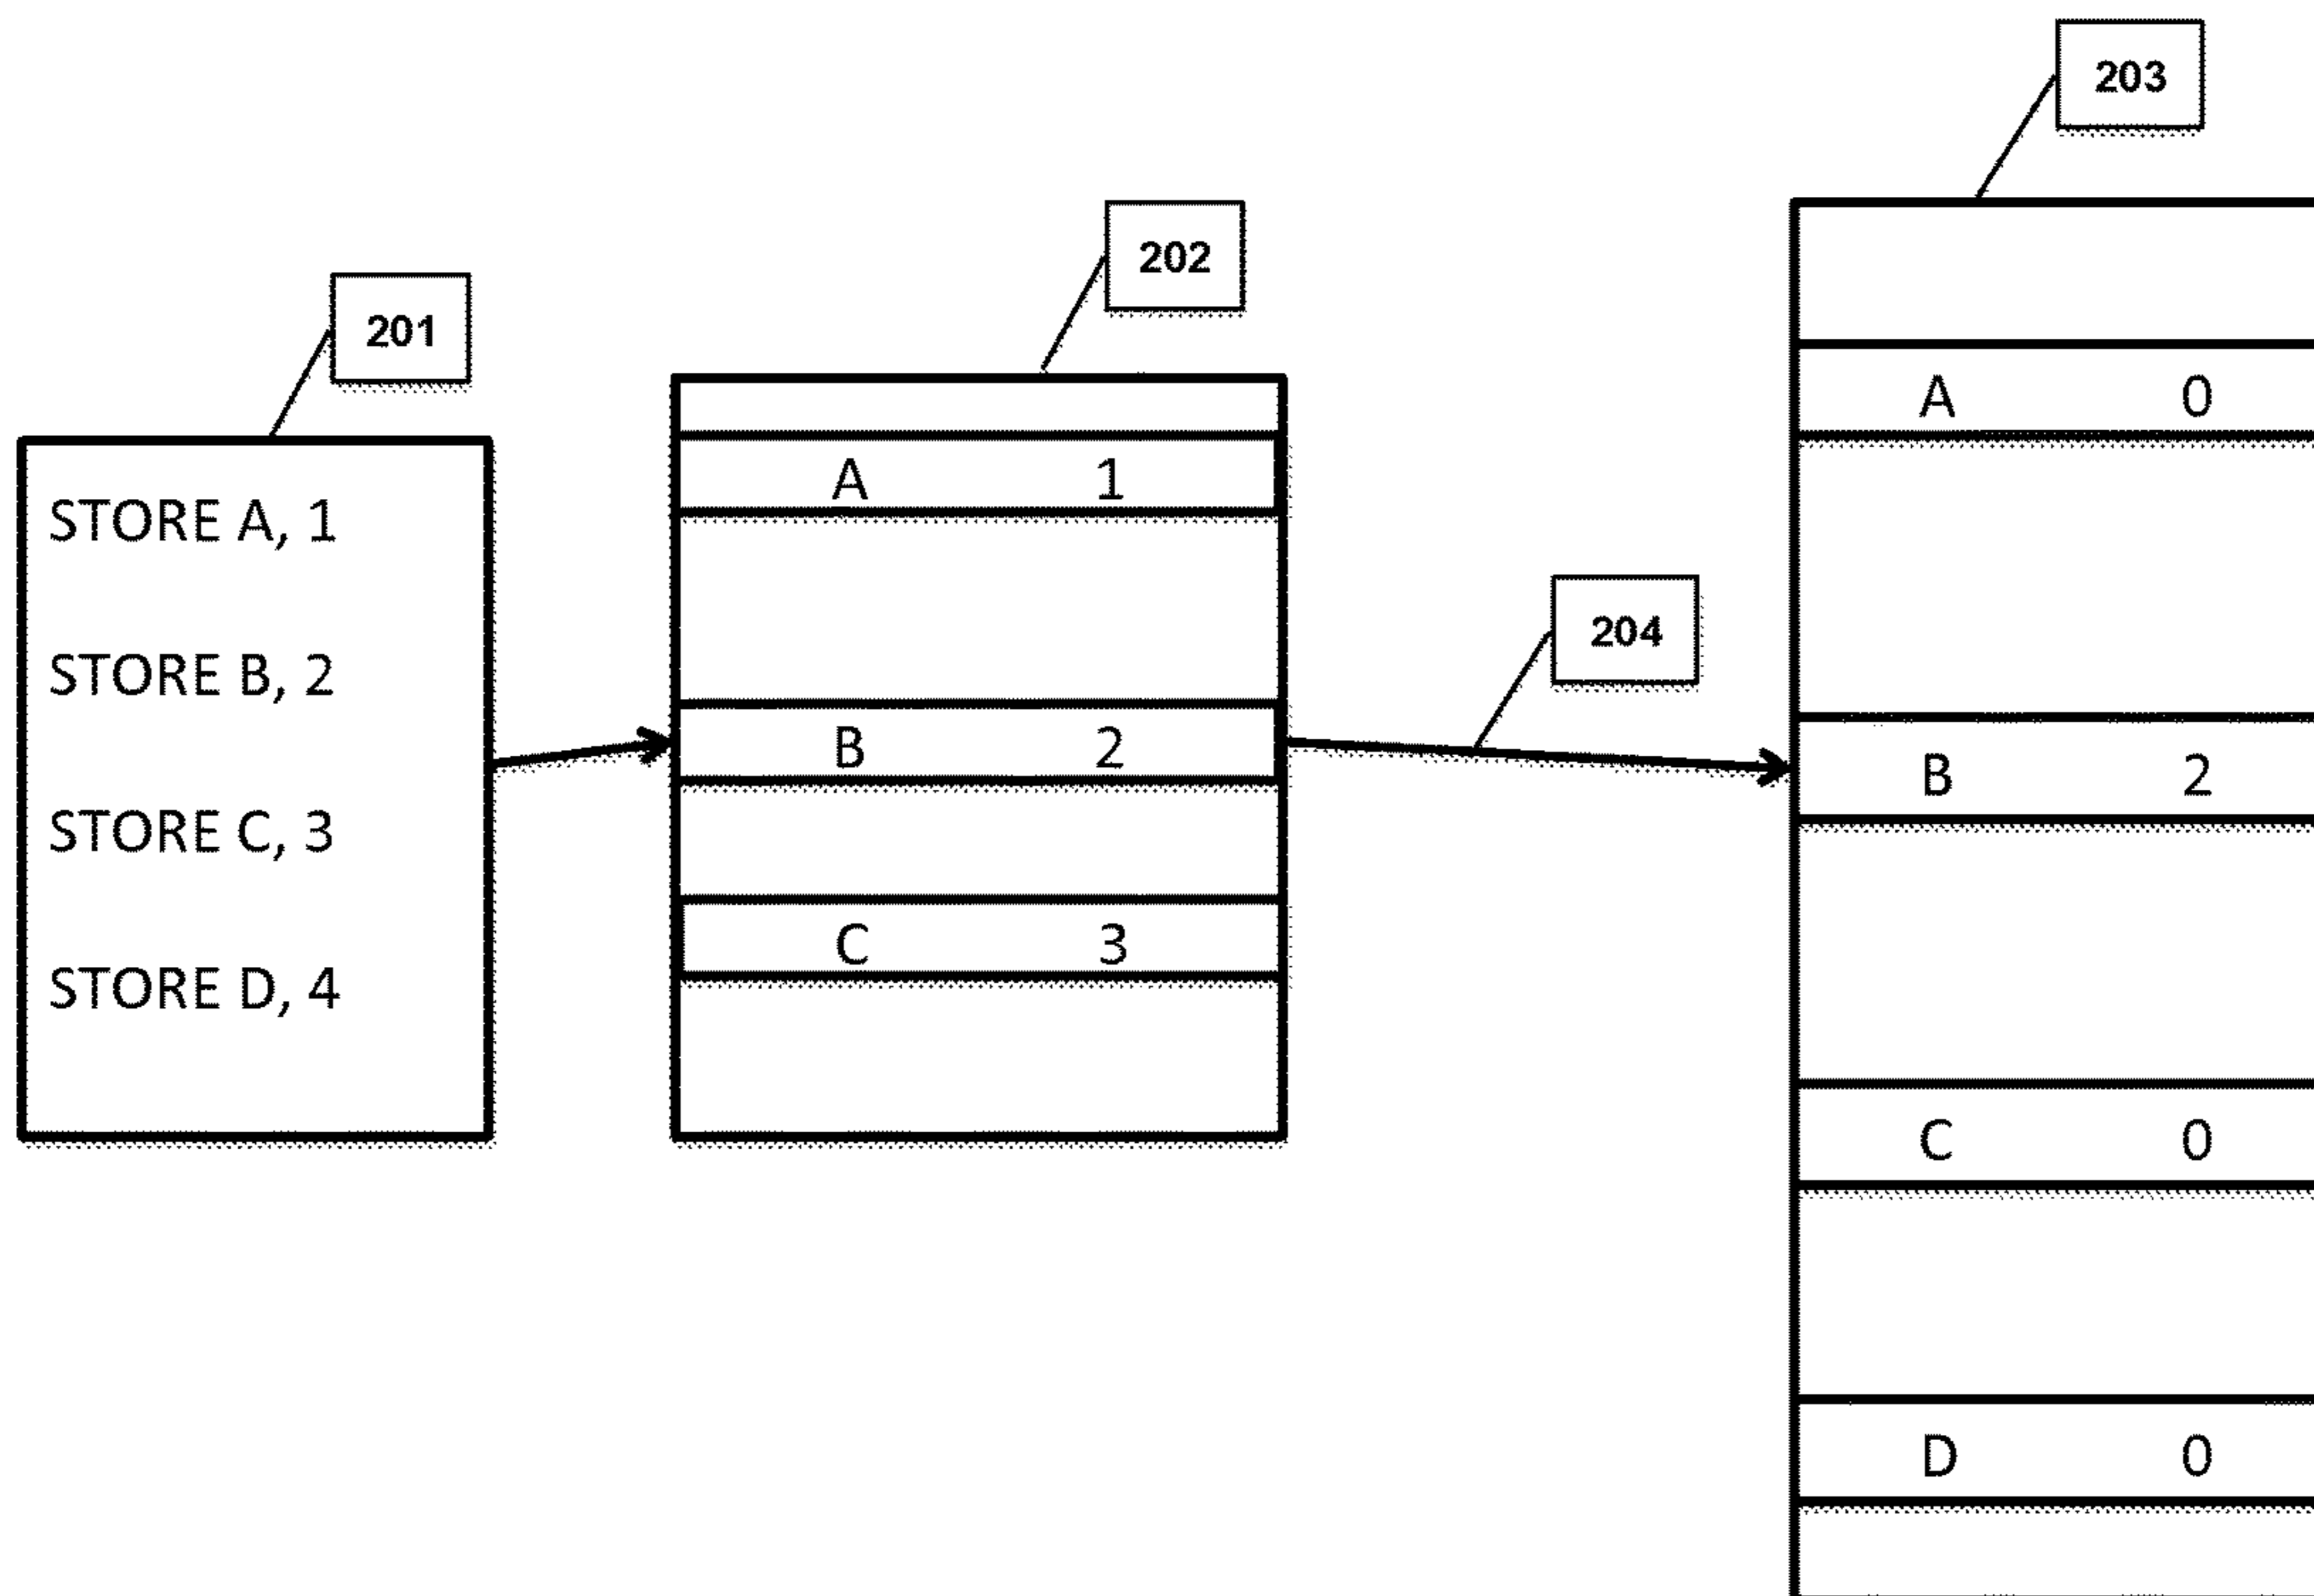 203
202
201
204
STORE A, 1
STORE B, 2
STORE C, 3
STORE D, 4
A 1
B 2
C 3
A 0
B 2
C 0
D 0